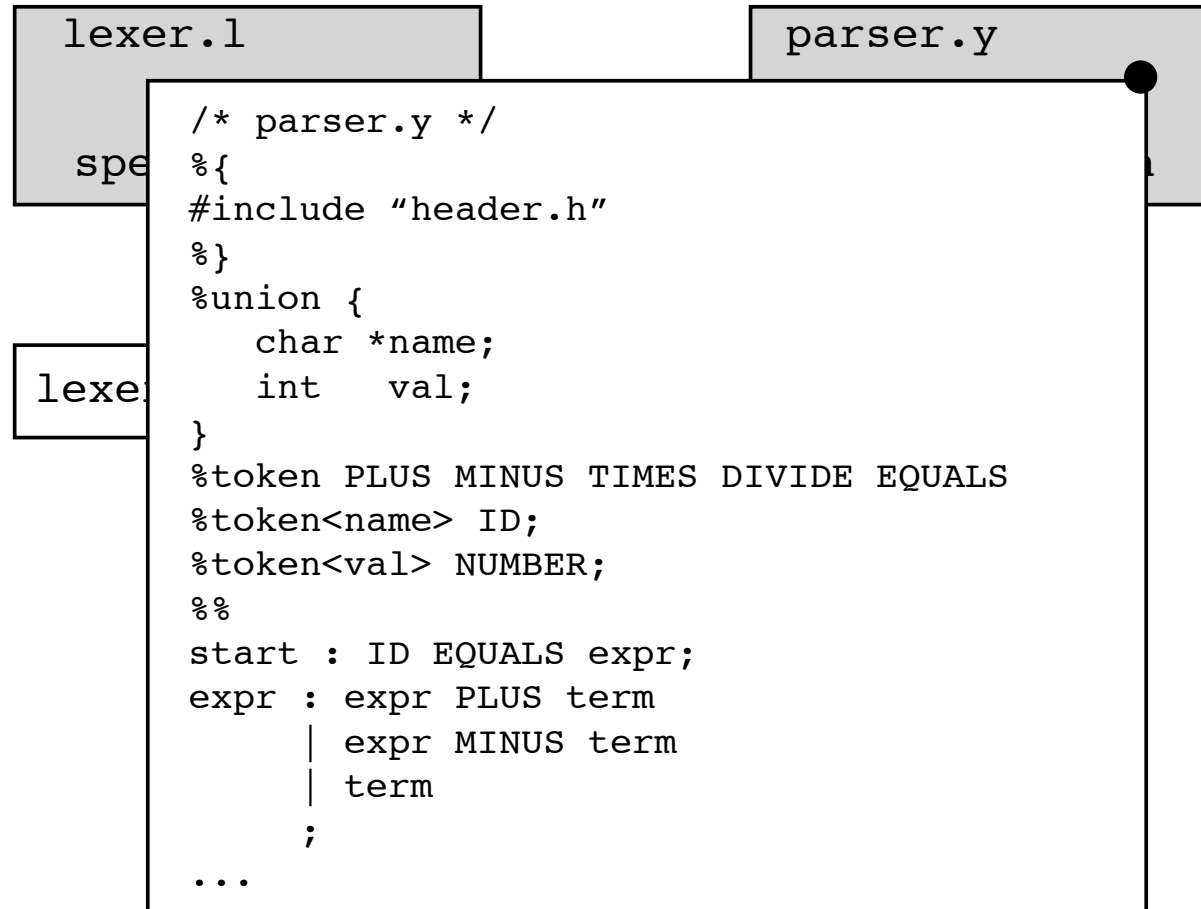 lexer.l
parser.y
spe
/* parser.y */
%{
#include “header.h”
%}
%union {
   char *name;
   int   val;
}
%token PLUS MINUS TIMES DIVIDE EQUALS
%token<name> ID;
%token<val> NUMBER;
%%
start : ID EQUALS expr;
expr : expr PLUS term
     | expr MINUS term
     | term
     ;
...
lexe